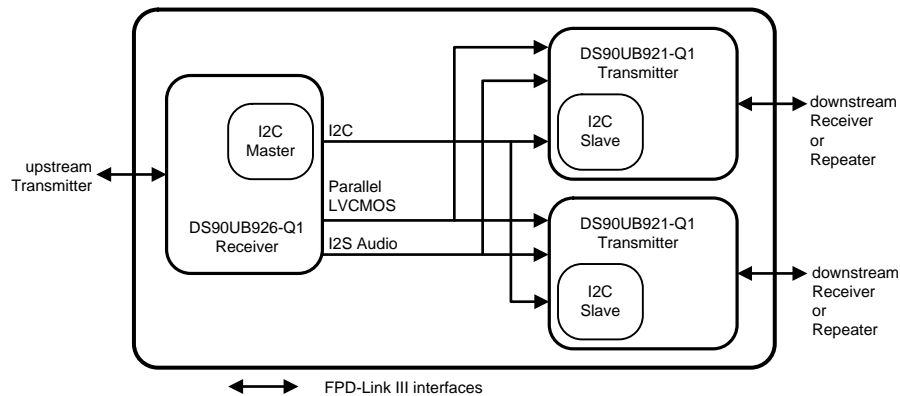 upstream
Transmitter
I2C
Master
DS90UB926-Q1
Receiver
I2C
Parallel
LVCMOS
I2S Audio
DS90UB921-Q1
Transmitter
I2C
Slave
downstream
Receiver
or
Repeater
DS90UB921-Q1
Transmitter
I2C
Slave
downstream
Receiver
or
Repeater
FPD-Link III interfaces